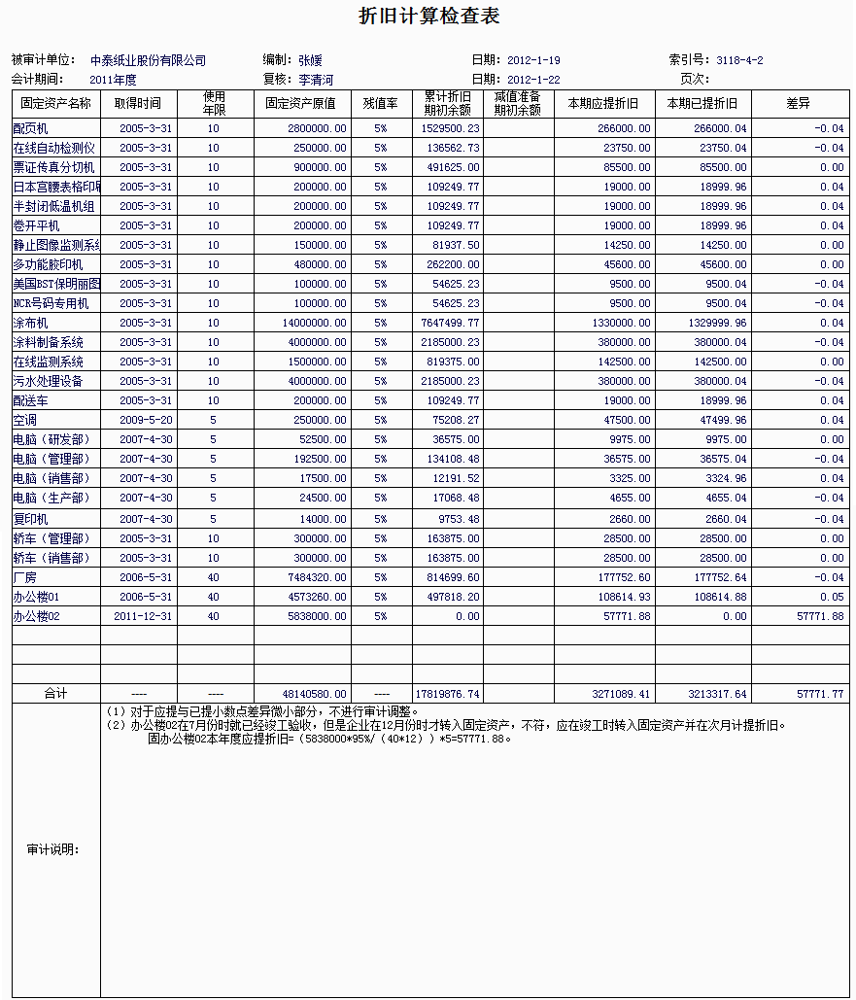 折旧计算检查表
被审计单位： 中泰纸业股份有限公司 编制：张媛 日期：2012-1-19 索引号：3118-4-2
会计期间： 2011年度 复核：李清河 日期：2012-1-22 页次：
固定资产名称 取得时间 使用年限 固定资产原值 残值率 累计折旧期初余额 减值准备期初余额 本期应提折旧 本期已提折旧 差异
配页机 2005-3-31 10 2800000.00 5% 1529500.23 266000.00 266000.04 -0.04
在线自动检测仪 2005-3-31 10 250000.00 5% 136562.73 23750.00 23750.04 -0.04
票证传真分切机 2005-3-31 10 900000.00 5% 491625.00 85500.00 85500.00 0.00
日本宫腰表格印刷 2005-3-31 10 200000.00 5% 109249.77 19000.00 18999.96 0.04
半封闭低温机组 2005-3-31 10 200000.00 5% 109249.77 19000.00 18999.96 0.04
卷开平机 2005-3-31 10 200000.00 5% 109249.77 19000.00 18999.96 0.04
静止图像监测系统 2005-3-31 10 150000.00 5% 81937.50 14250.00 14250.00 0.00
多功能胶印机 2005-3-31 10 480000.00 5% 262200.00 45600.00 45600.00 0.00
美国BST保明丽图 2005-3-31 10 100000.00 5% 54625.23 9500.00 9500.04 -0.04
NCR号码专用机 2005-3-31 10 100000.00 5% 54625.23 9500.00 9500.04 -0.04
涂布机 2005-3-31 10 14000000.00 5% 7647499.77 1330000.00 1329999.96 0.04
涂料制备系统 2005-3-31 10 4000000.00 5% 2185000.23 380000.00 380000.04 -0.04
在线监测系统 2005-3-31 10 1500000.00 5% 819375.00 142500.00 142500.00 0.00
污水处理设备 2005-3-31 10 4000000.00 5% 2185000.23 380000.00 380000.04 -0.04
配送车 2005-3-31 10 200000.00 5% 109249.77 19000.00 18999.96 0.04
空调 2009-5-20 5 250000.00 5% 75208.27 47500.00 47499.96 0.04
电脑（研发部） 2007-4-30 5 52500.00 5% 36575.00 9975.00 9975.00 0.00
电脑（管理部） 2007-4-30 5 192500.00 5% 134108.48 36575.00 36575.04 -0.04
电脑（销售部） 2007-4-30 5 17500.00 5% 12191.52 3325.00 3324.96 0.04
电脑（生产部） 2007-4-30 5 24500.00 5% 17068.48 4655.00 4655.04 -0.04
复印机 2007-4-30 5 14000.00 5% 9753.48 2660.00 2660.04 -0.04
轿车（管理部） 2005-3-31 10 300000.00 5% 163875.00 28500.00 28500.00 0.00
轿车（销售部） 2005-3-31 10 300000.00 5% 163875.00 28500.00 28500.00 0.00
厂房 2006-5-31 40 7484320.00 5% 814699.60 177752.60 177752.64 -0.04
办公楼01 2006-5-31 40 4573260.00 5% 497818.20 108614.93 108614.88 0.05
办公楼02 2011-12-31 40 5838000.00 5% 0.00 57771.88 0.00 57771.88
合计 ---- ---- 48140580.00 ---- 17819876.74 3271089.41 3213317.64 57771.77
（1）对于应提与已提小数点差异微小部分，不进行审计调整。
（2）办公楼02在7月份时就已经竣工验收，但是企业在12月份时才转入固定资产，不符，应在竣工时转入固定资产并在次月计提折旧。
固办公楼02本年度应提折旧=（5838000*95%/（40*12））*5=57771.88。
审计说明：